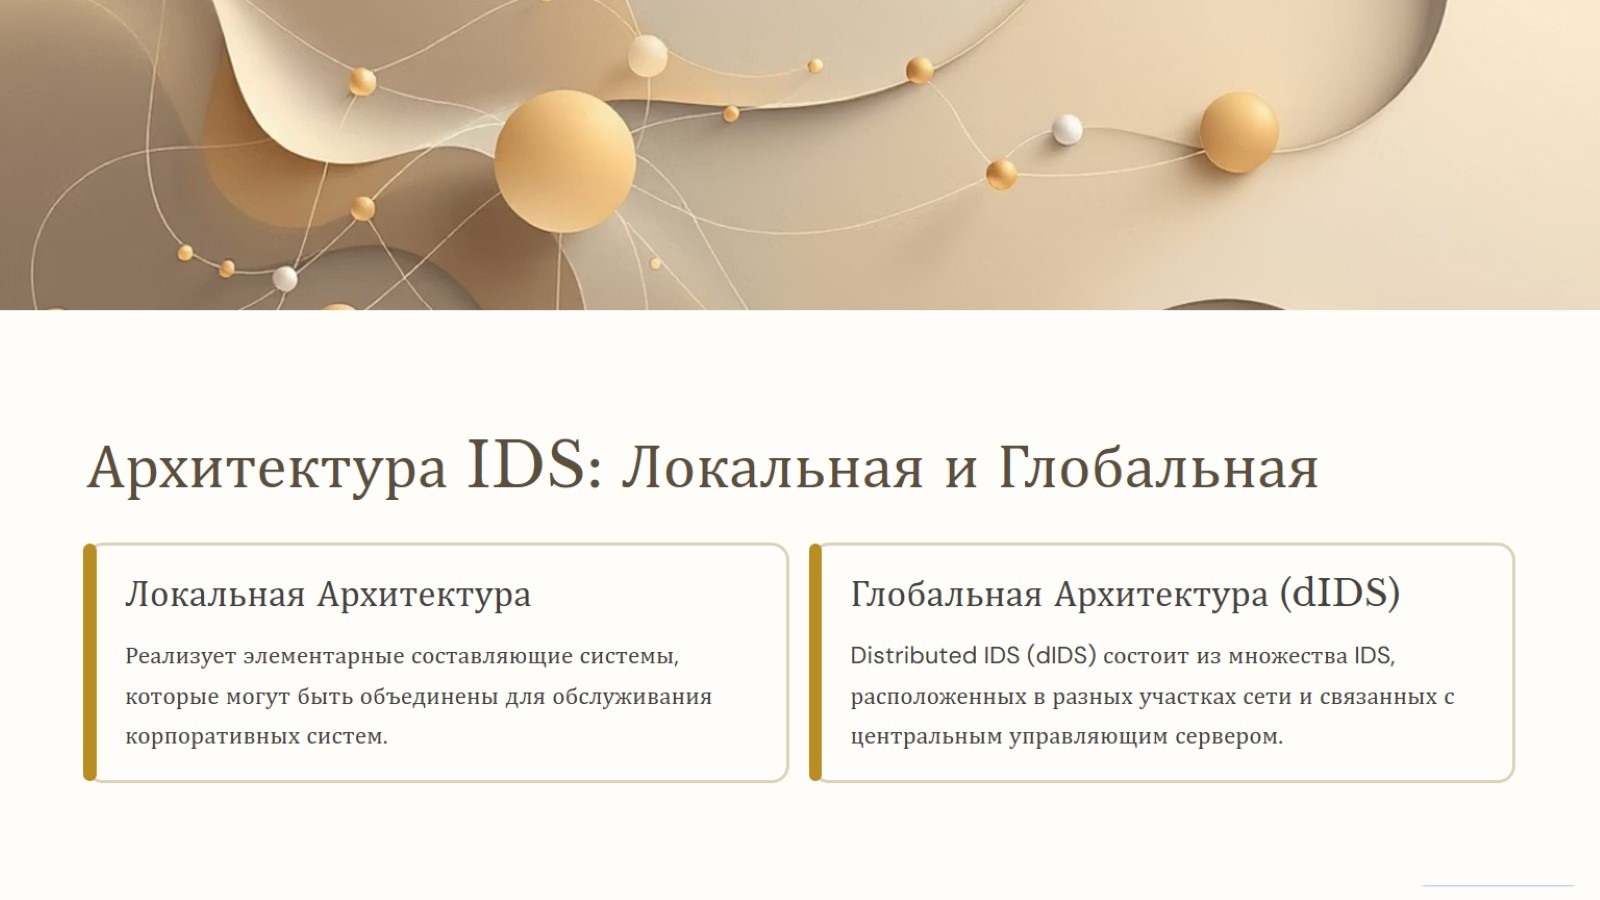 Архитектура IDS: Локальная и Глобальная
Локальная Архитектура
Реализует элементарные составляющие системы,
которые могут быть объединены для обслуживания
корпоративных систем.
Глобальная Архитектура (dIDS)
Distributed IDS (dIDS) состоит из множества IDS,
расположенных в разных участках сети и связанных с
центральным управляющим сервером.